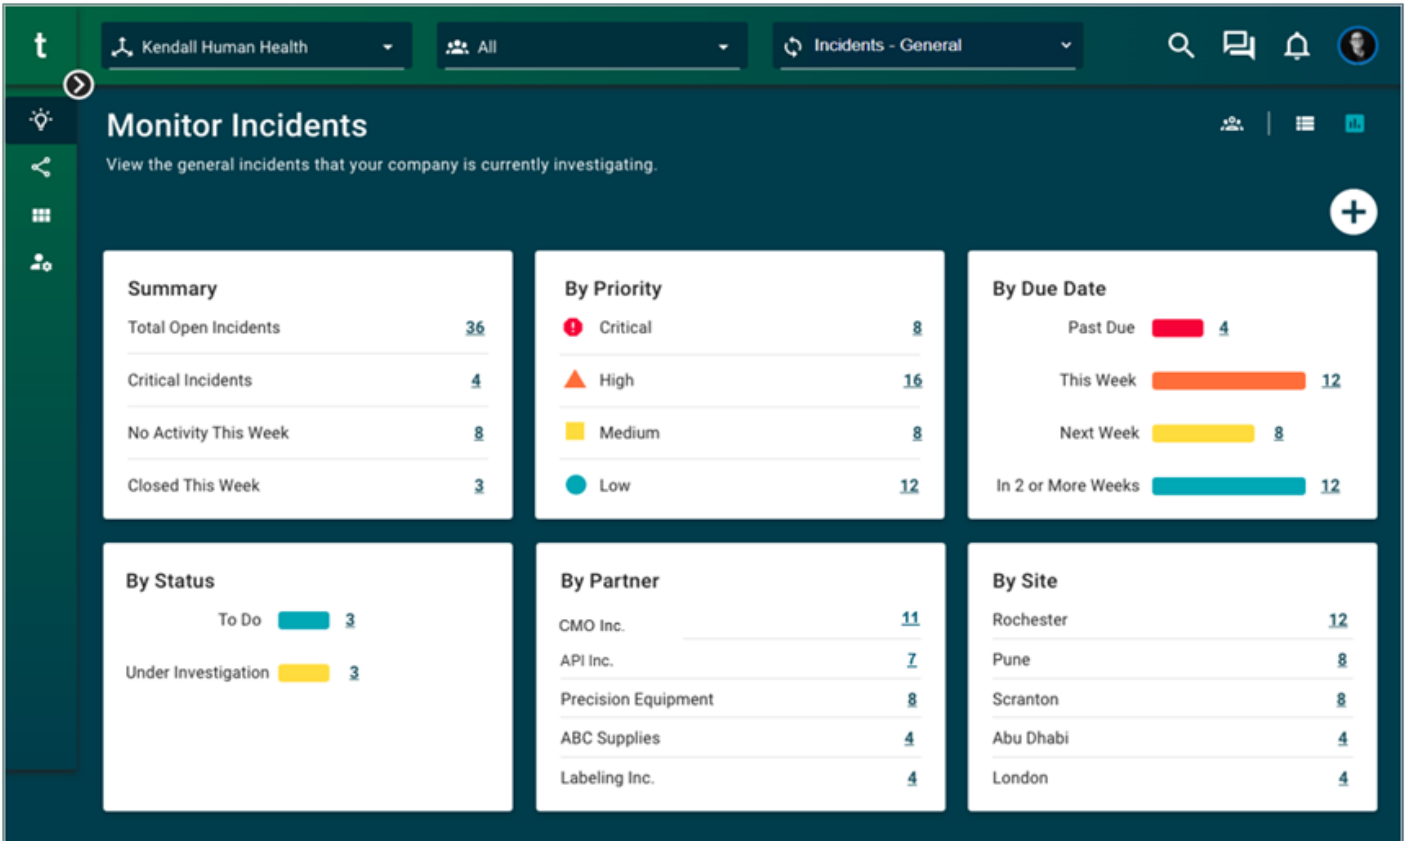 t
Kendall Human Health
All
Incidents - General
Monitor Incidents
View the general incidents that your company is currently investigating.
Summary
Total Open Incidents 36
Critical Incidents 4
No Activity This Week 8
Closed This Week 3
By Priority
Critical 8
High 16
Medium 8
Low 12
By Due Date
Past Due 4
This Week 12
Next Week 8
In 2 or More Weeks 12
By Status
To Do 3
Under Investigation 3
By Partner
CMO Inc. 11
API Inc. 7
Precision Equipment 8
ABC Supplies 4
Labeling Inc. 4
By Site
Rochester 12
Pune 8
Scranton 8
Abu Dhabi 4
London 4